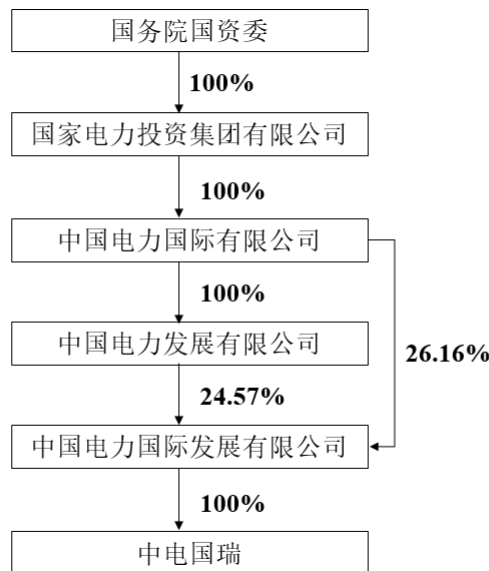 国务院国资委
100%
国家电力投资集团有限公司
100%
中国电力国际有限公司
100%
中国电力发展有限公司
26.16%
24.57%
中国电力国际发展有限公司
100%
中电国瑞